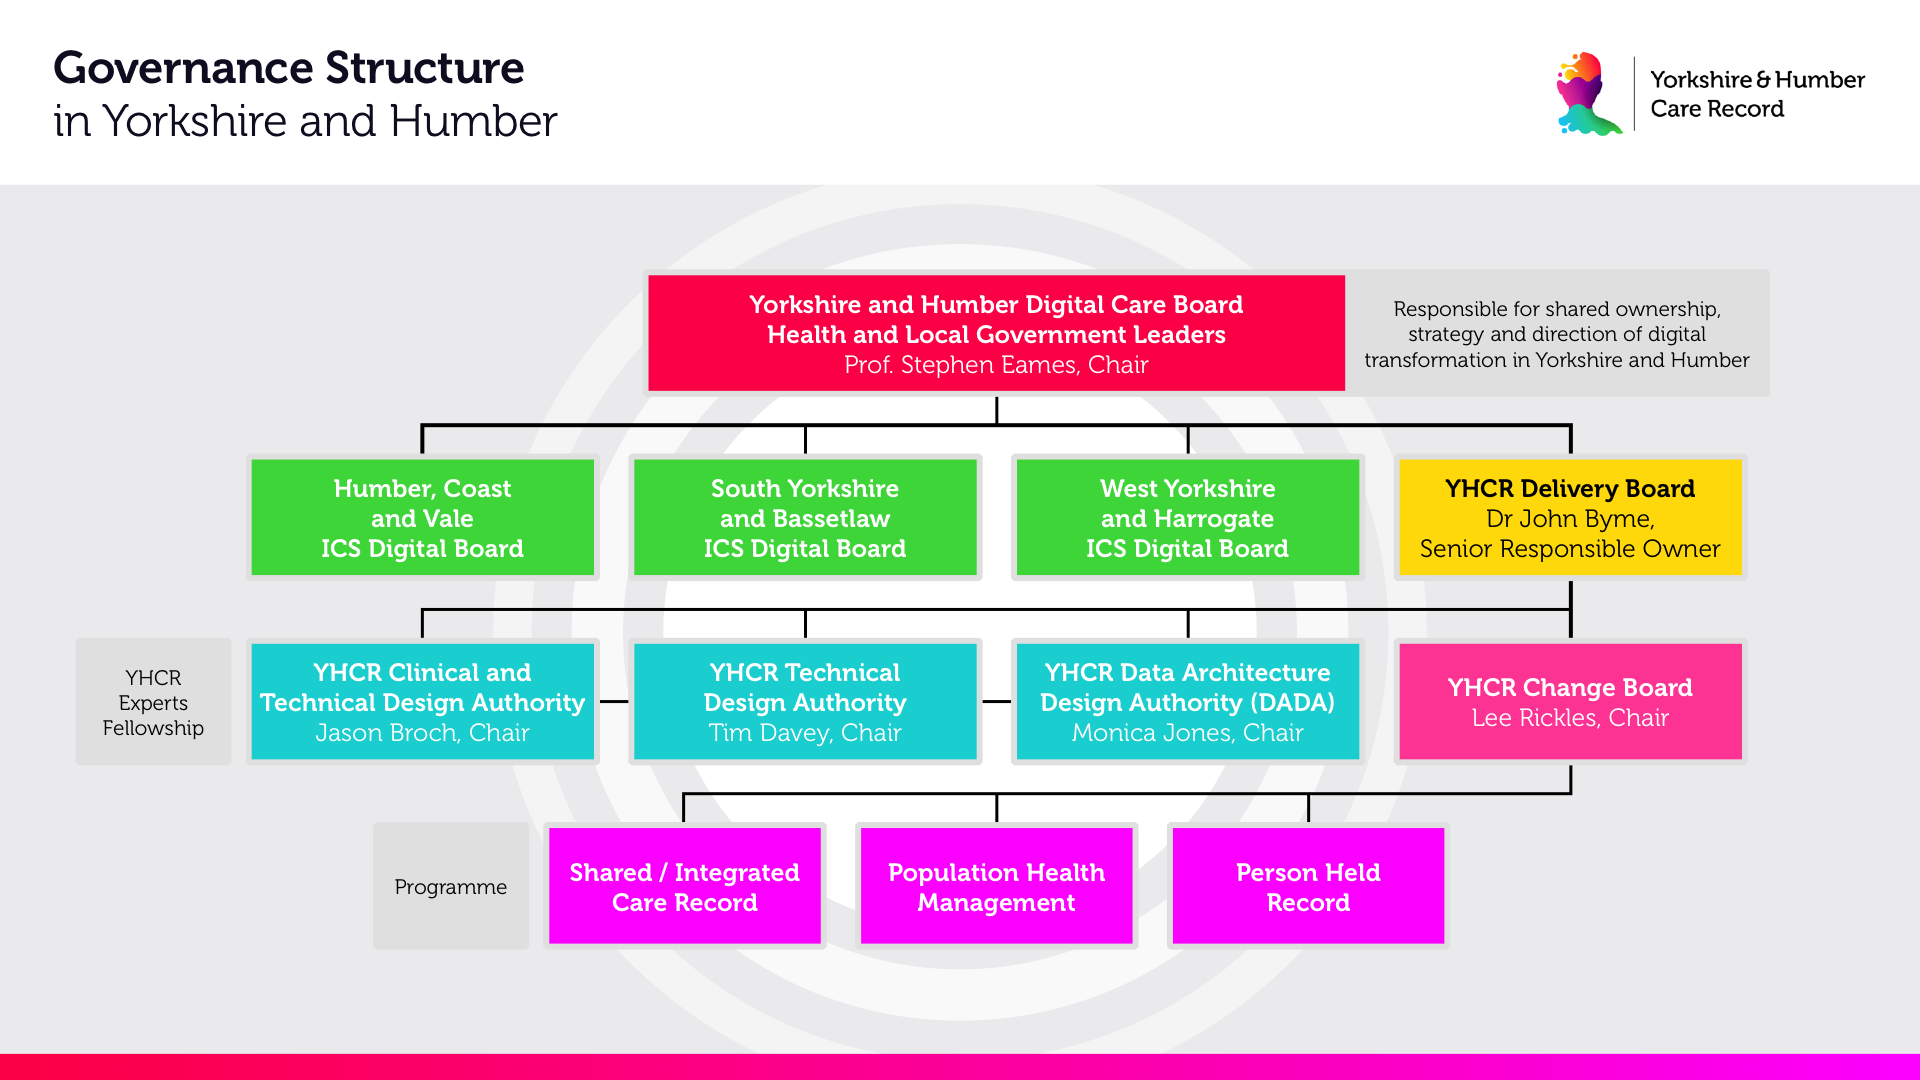 Governance Structure
in Yorkshire and Humber
Yorkshire & Humber
Care Record
Yorkshire and Humber Digital Care Board
Health and Local Government Leaders
Prof. Stephen Eames, Chair
Responsible for shared ownership,
strategy and direction of digital
transformation in Yorkshire and Humber
Humber, Coast
and Vale
ICS Digital Board
South Yorkshire
and Bassetlaw
ICS Digital Board
West Yorkshire
and Harrogate
ICS Digital Board
YHCR Delivery Board
Dr John Byrne,
Senior Responsible Owner
YHCR
Experts
Fellowship
YHCR Clinical and
Technical Design Authority
Jason Broch, Chair
YHCR Technical
Design Authority
Tim Davey, Chair
YHCR Data Architecture
Design Authority (DADA)
Monica Jones, Chair
YHCR Change Board
Lee Rickles, Chair
Programme
Shared / Integrated
Care Record
Population Health
Management
Person Held
Record